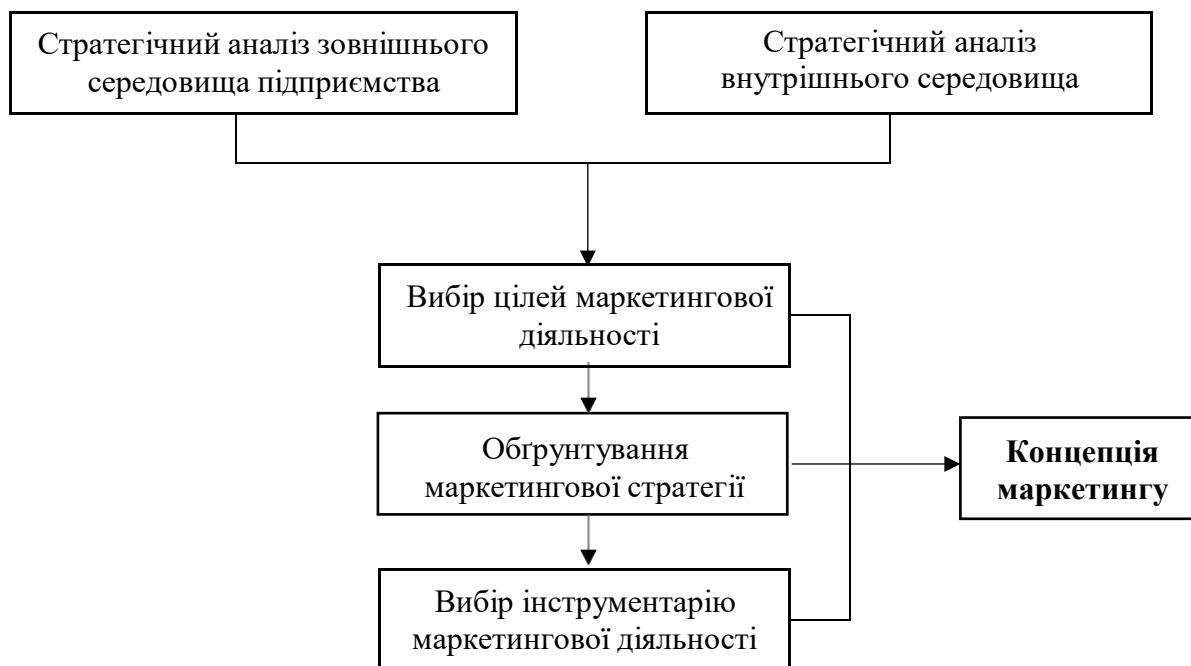 Стратегічний аналіз зовнішнього
середовища підприємства
Стратегічний аналіз
внутрішнього середовища
Вибір цілей маркетингової
діяльності
Обґрунтування
маркетингової стратегії
Концепція
маркетингу
Вибір інструментарію
маркетингової діяльності